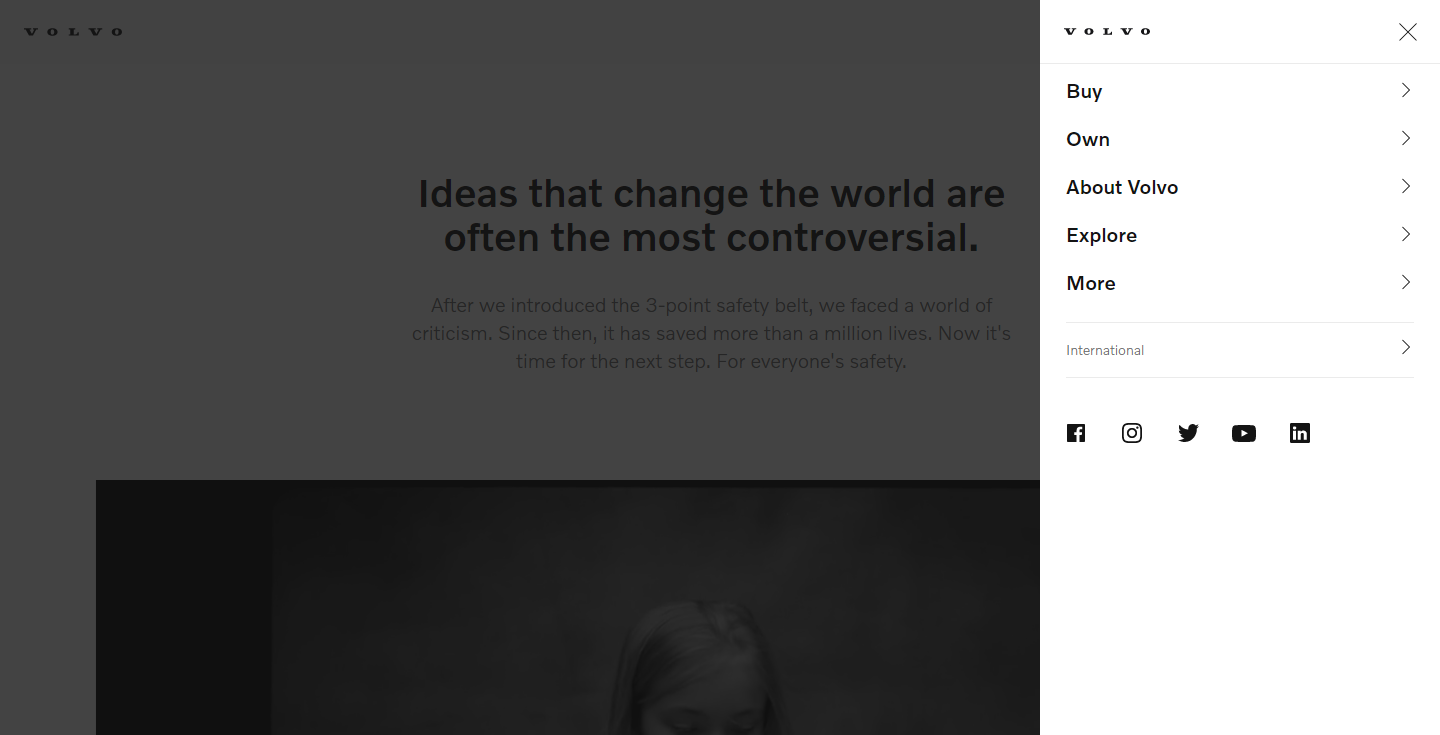 VOLVO
Ideas that change the world are
often the most controversial.
After we introduced the 3-point safety belt, we faced a world of
criticism. Since then, it has saved more than a million lives. Now it's
time for the next step. For everyone's safety.
VOLVO
Buy
Own
About Volvo
Explore
More
International